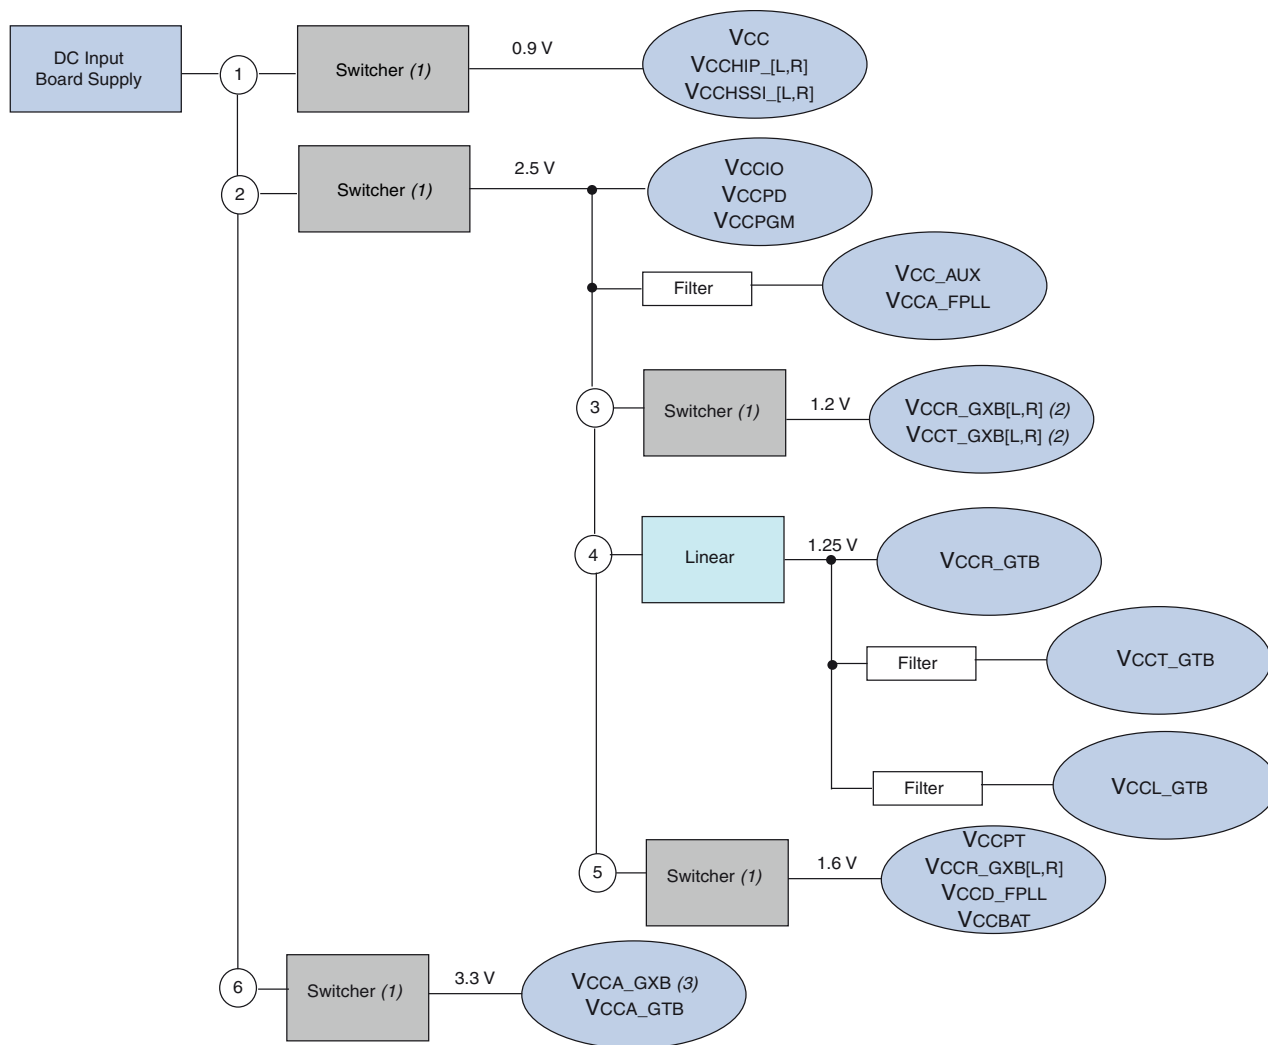 DC Input
Board Supply
1
Switcher (1)
0.9 V
VCC
VCCHIP_[L,R]
VCCHSSI_[L,R]
2
Switcher (1)
2.5 V
VCCIO
VCCPD
VCCPGM
Filter
VCC_AUX
VCCA_FPLL
3
Switcher (1)
1.2 V
VCCR_GXB[L,R] (2)
VCCT_GXB[L,R] (2)
4
Linear
1.25 V
VCCR_GTB
Filter
VCCT_GTB
Filter
VCCL_GTB
5
Switcher (1)
1.6 V
VCCPT
VCCR_GXB[L,R]
VCCD_FPLL
VCCBAT
6
Switcher (1)
3.3 V
VCCA_GXB (3)
VCCA_GTB